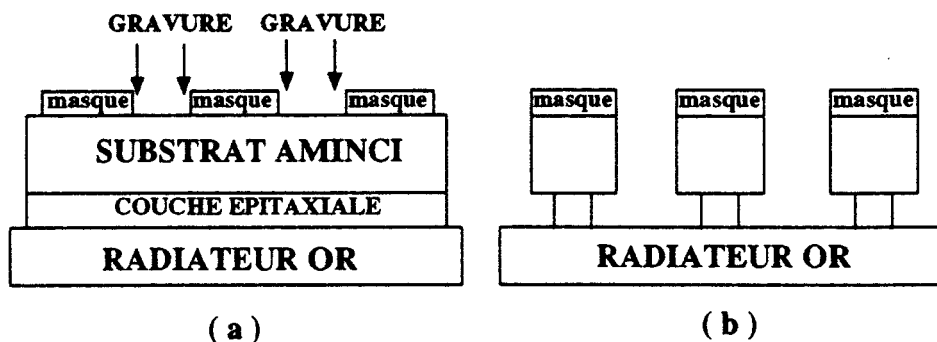 GRAVURE GRAVURE
masque masque masque
SUBSTRAT AMINCI
COUCHE EPITAXIALE
RADIATEUR OR
( a )
masque masque masque
RADIATEUR OR
( b )